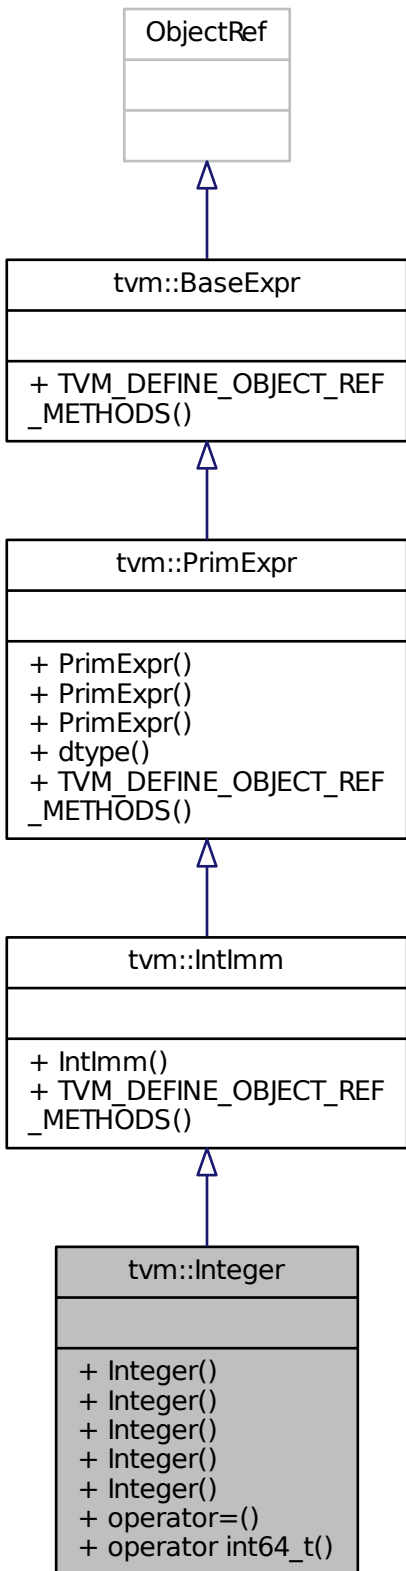 ObjectRef
tvm::BaseExpr
+ TVM_DEFINE_OBJECT_REF
_METHODS()
tvm::PrimExpr
+ PrimExpr()
+ PrimExpr()
+ PrimExpr()
+ dtype()
+ TVM_DEFINE_OBJECT_REF
_METHODS()
tvm::IntImm
+ IntImm()
+ TVM_DEFINE_OBJECT_REF
_METHODS()
tvm::Integer
+ Integer()
+ Integer()
+ Integer()
+ Integer()
+ Integer()
+ operator=()
+ operator int64_t()